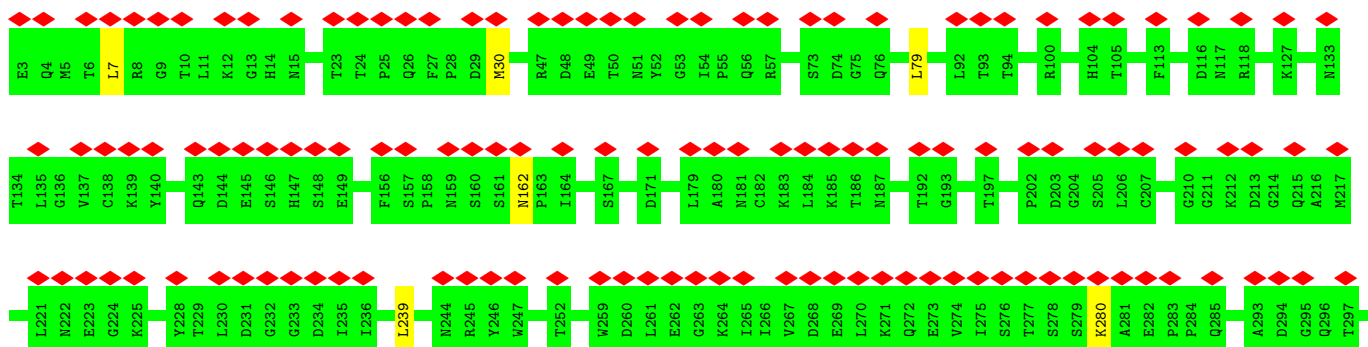 E3 Q4 M5 T6 L7 R8 G9 T10 L11 K12 G13 H14 N15 T23 T24 P25 Q26 F27 P28 D29 M30 R47 D48 E49 T50 N51 Y52 G53 I54 P55 Q56 R57 S73 D74 G75 Q76 L79 L92 T93 T94 R100 H104 T105 F113 D116 N117 R118 K127 N133
T134 L135 G136 V137 C138 K139 Y140 Q143 D144 E145 S146 H147 S148 E149 F156 S157 P158 N159 S160 S161 N162 P163 I164 S167 D171 L179 A180 N181 C182 K183 L184 K185 T186 N187 T192 G193 T197 P202 D203 G204 S205 L206 C207 G210 G211 K212 D213 G214 Q215 A216 M217
L221 N222 E223 G224 K225 Y228 T229 L230 D231 G232 G233 D234 I235 I236 L239 N244 R245 Y246 W247 T252 W259 D260 L261 E262 G263 K264 I265 I266 V267 D268 E269 L270 K271 Q272 E273 V274 I275 S276 T277 S278 S279 K280 A281 E282 P283 P284 Q285 A293 D294 G295 Q296 T297